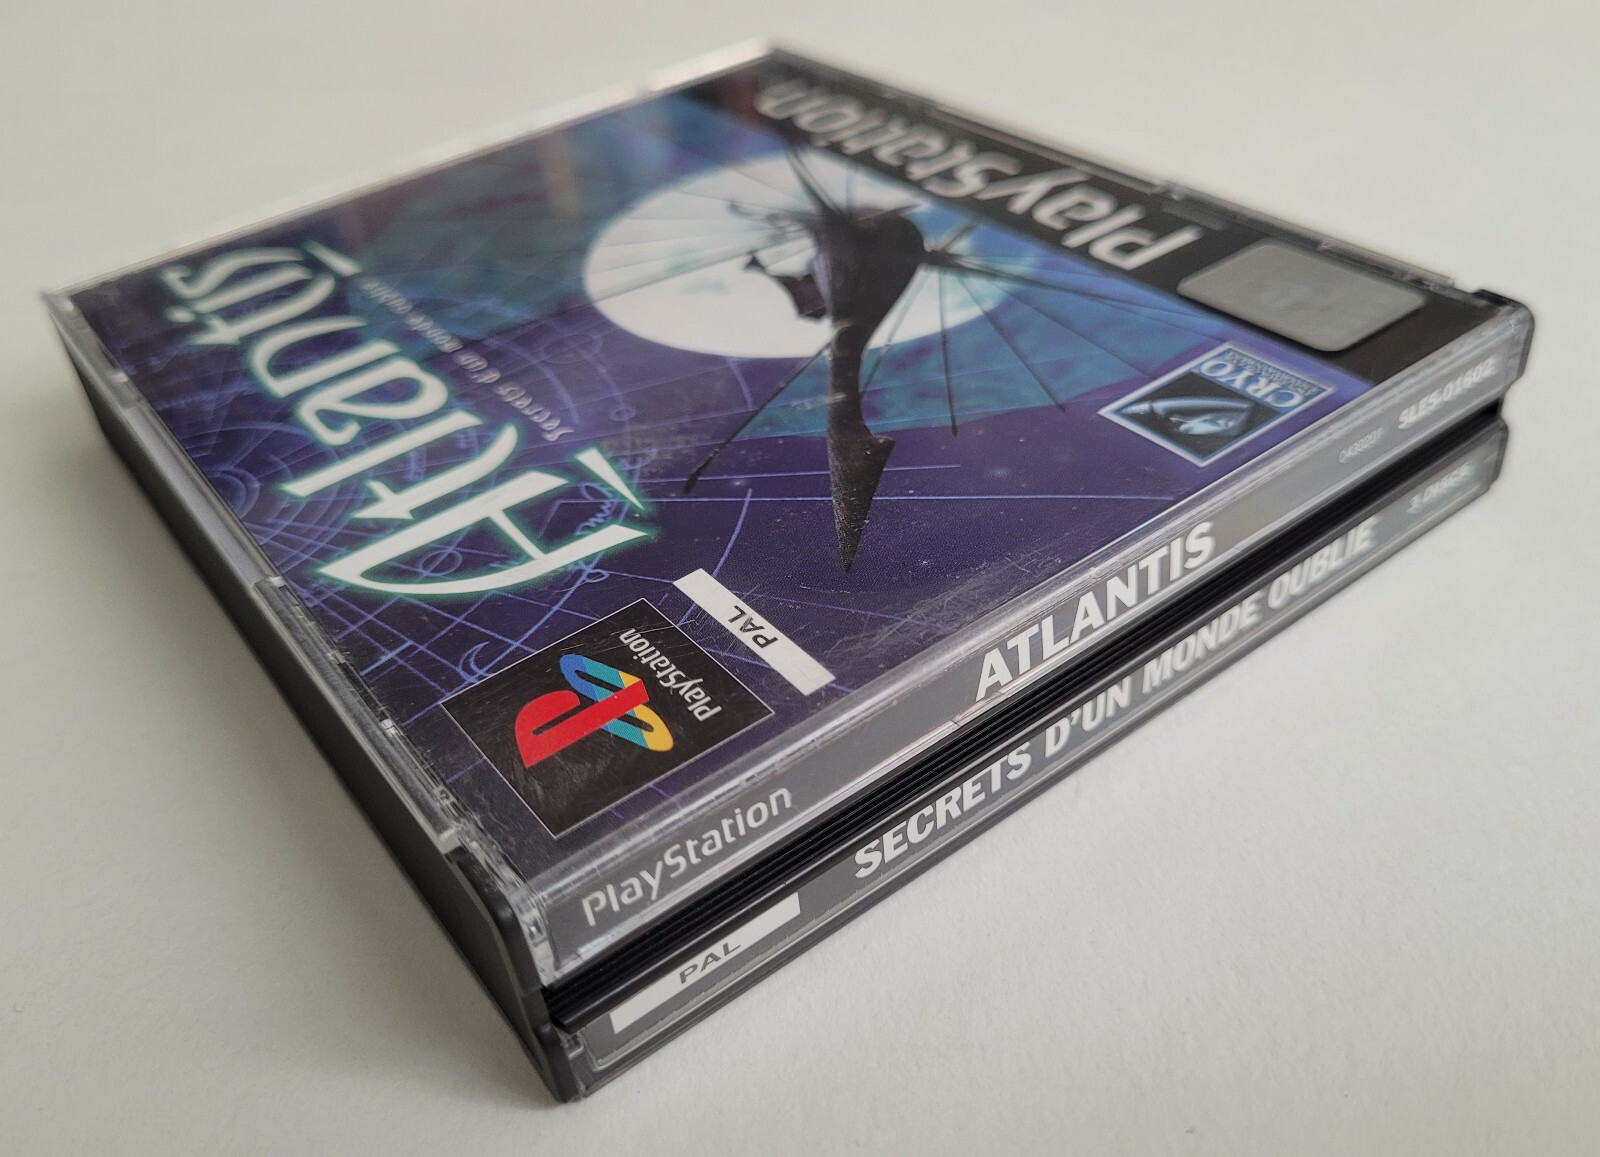 PlayStation
CRYO
Atlantis
Secrets d'un monde oublié
PAL
PlayStation
PlayStation
ATLANTIS
SLES-01602
PAL
SECRETS D'UN MONDE OUBLIE